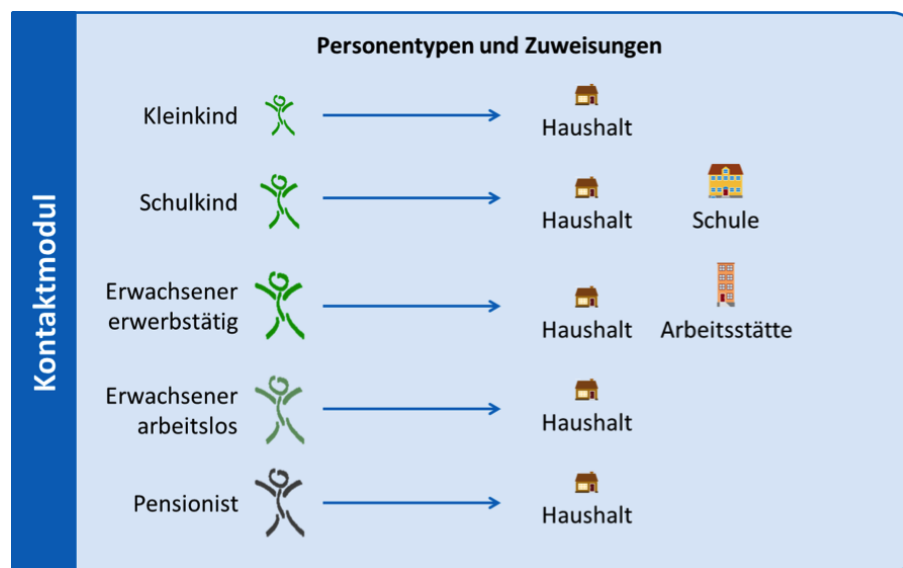 Kontaktmodul
Personentypen und Zuweisungen
Kleinkind
Haushalt
Schulkind
Haushalt
Schule
Erwachsener
erwerbstätig
Haushalt
Arbeitsstätte
Erwachsener
arbeitslos
Haushalt
Pensionist
Haushalt